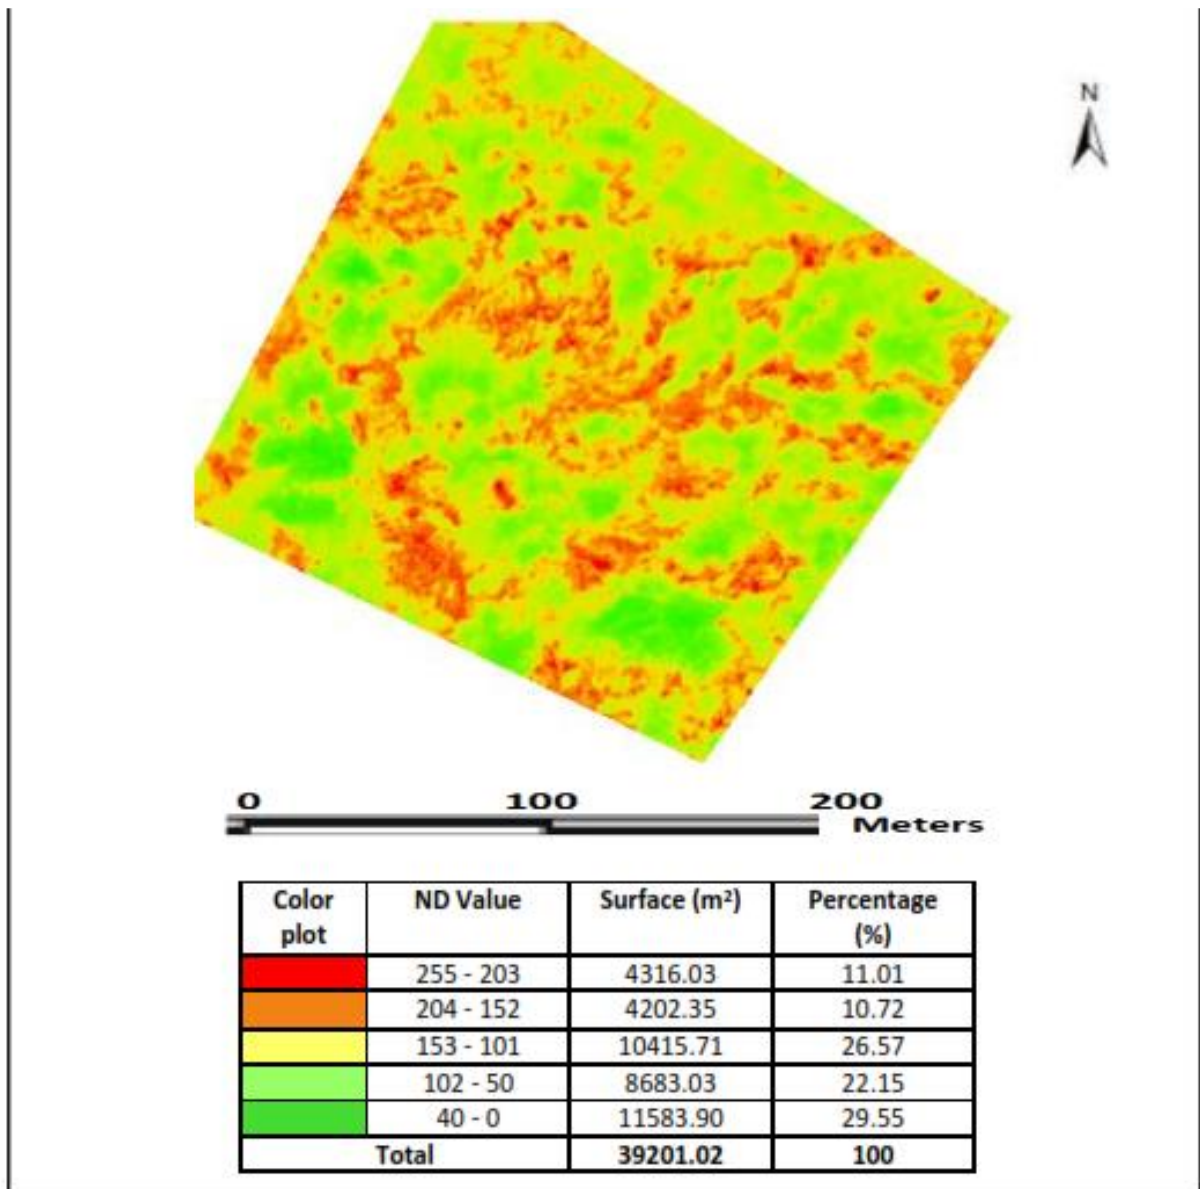 N
0 100 200
Meters
Color plot ND Value Surface (m²) Percentage (%)
255 - 203 4316.03 11.01
204 - 152 4202.35 10.72
153 - 101 10415.71 26.57
102 - 50 8683.03 22.15
40 - 0 11583.90 29.55
Total 39201.02 100